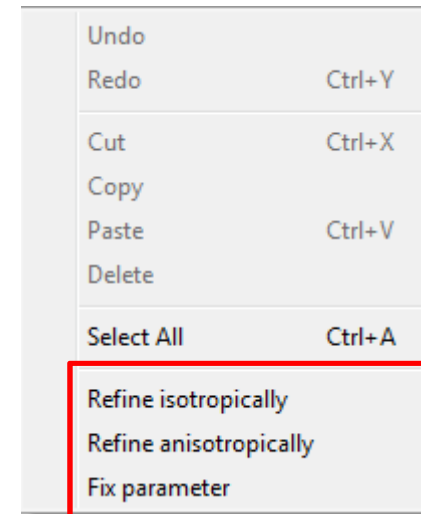 Undo
Redo Ctrl+Y
Cut Ctrl+X
Copy
Paste Ctrl+V
Delete
Select All Ctrl+A
Refine isotropically
Refine anisotropically
Fix parameter